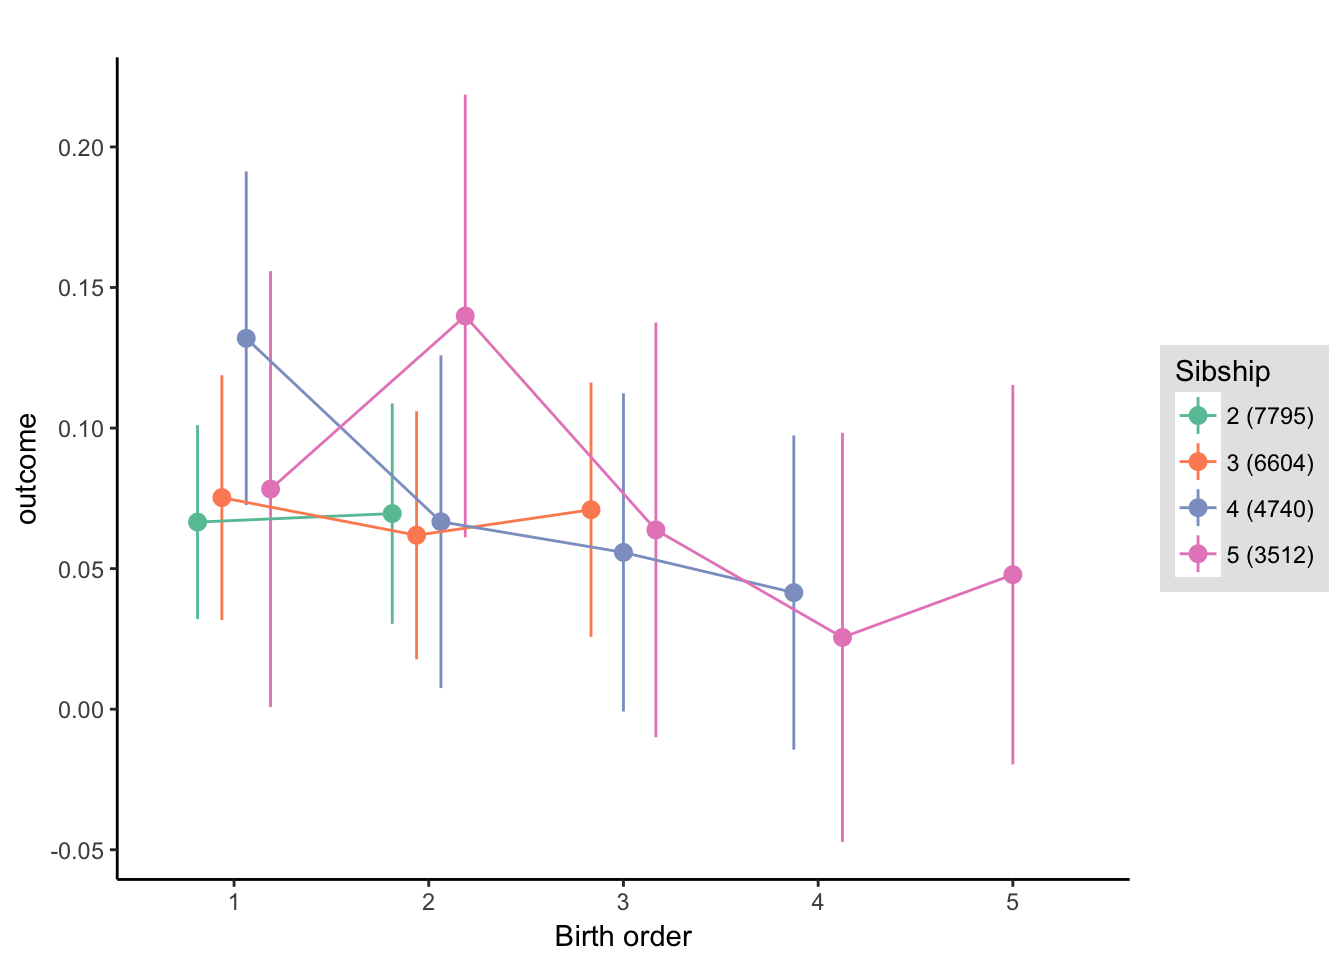 outcome
0.20
0.15
0.10
0.05
0.00
-0.05
1 2 3 4 5
Birth order
Sibship
2 (7795)
3 (6604)
4 (4740)
5 (3512)